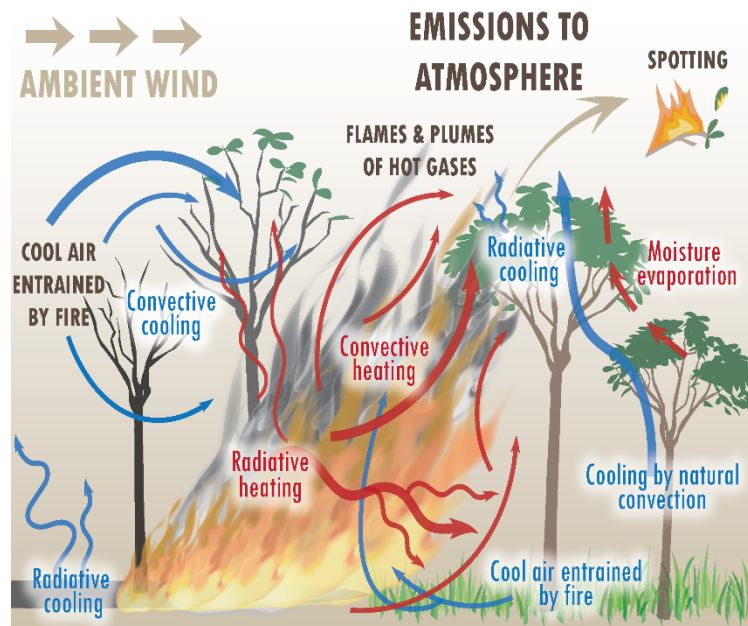 AMBIENT WIND
EMISSIONS TO
ATMOSPHERE
SPOTTING
FLAMES & PLUMES
OF HOT GASES
COOL AIR
ENTRAINED
BY FIRE
Convective
cooling
Radiative
cooling
Moisture
evaporation
Convective
heating
Radiative
heating
Cooling by natural
convection
Radiative
cooling
Cool air entrained
by fire